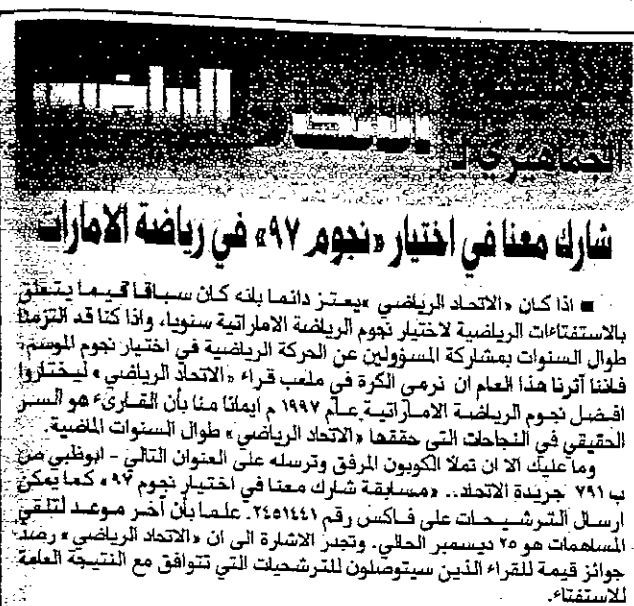 الجماهيري لـ
شارك معنا في اختيار «نجوم ٩٧» في رياضة الامارات
■ اذا كان «الاتحاد الرياضي» يعتز دائما بانه كان سباقا فيما يتعلق
بالاستفتاءات الرياضية لاختيار نجوم الرياضة الاماراتية سنويا، واذا كنا قد التزمنا
طوال السنوات بمشاركة المسؤولين عن الحركة الرياضية في اختيار نجوم الموسم،
فاننا آثرنا هذا العام ان نرمي الكرة في ملعب قراء «الاتحاد الرياضي» ليختاروا
افضل نجوم الرياضة الاماراتية عام ١٩٩٧ م ايمانا منا بأن القارىء هو السر
الحقيقي في النجاحات التي حققها «الاتحاد الرياضي» طوال السنوات الماضية.
وما عليك الا ان تملأ الكوبون المرفق وترسله على العنوان التالي - ابوظبي ص
ب ٧٩١ جريدة الاتحاد.. «مسابقة شارك معنا في اختيار نجوم ٩٧» كما يمكن
ارسال الترشيحات على فاكس رقم ٢٤٥١٤٤١. علما بأن آخر موعد لتلقي
المساهمات هو ٢٥ ديسمبر الحالي. وتجدر الاشارة الى ان «الاتحاد الرياضي» رصد
جوائز قيمة للقراء الذين سيتوصلون للترشحيات التي تتوافق مع النتيجة العامة
للاستفتاء.